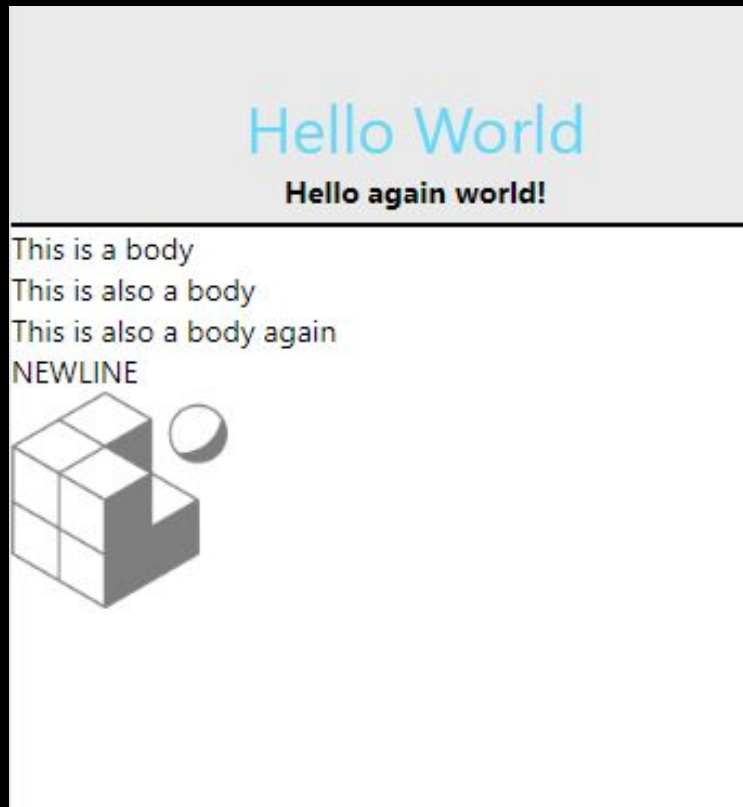 Hello World
Hello again world!
This is a body
This is also a body
This is also a body again
NEWLINE